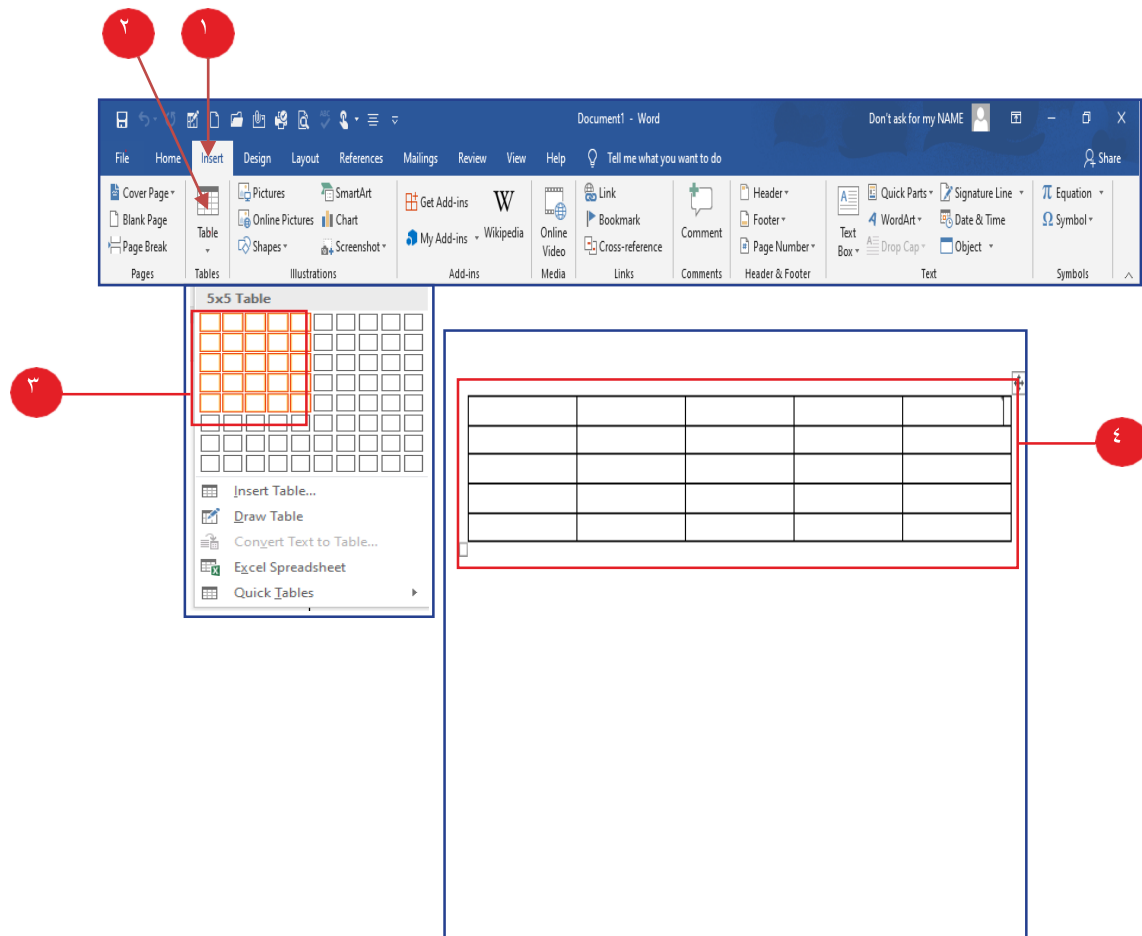 ٢ ١
Document1 - Word Don't ask for my NAME
File Home Insert Design Layout References Mailings Review View Help Tell me what you want to do Share
Cover Page
Blank Page
Page Break
Pages
Table
Tables
Pictures
Online Pictures
Shapes
SmartArt
Chart
Screenshot
Illustrations
Get Add-ins
My Add-ins
W
Wikipedia
Add-ins
Online
Video
Media
Link
Bookmark
Cross-reference
Links
Comment
Comments
Header
Footer
Page Number
Header & Footer
Text
Box
Quick Parts
WordArt
Drop Cap
Signature Line
Date & Time
Object
Text
π Equation
Ω Symbol
Symbols
5x5 Table
٣
Insert Table...
Draw Table
Convert Text to Table...
Excel Spreadsheet
Quick Tables
٤